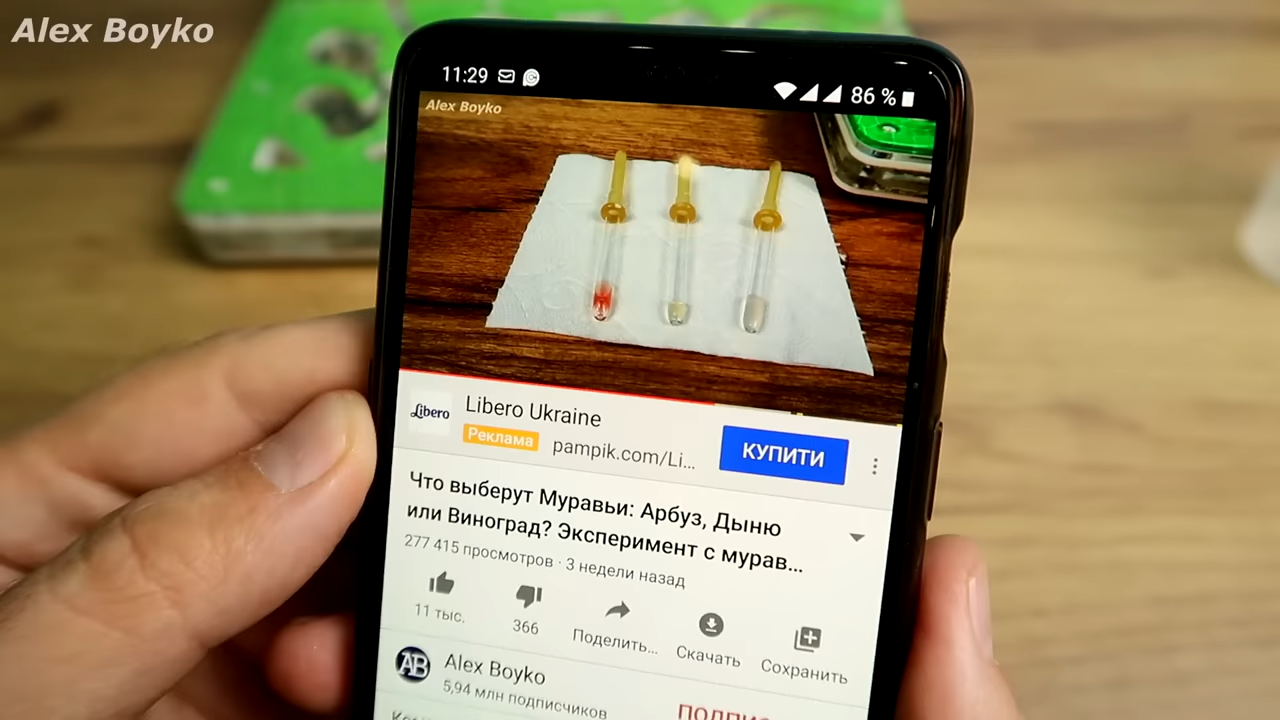 Alex Boyko
11:29
86 %
Alex Boyko
Libero
Libero Ukraine
Реклама
pampik.com/Li...
КУПИТИ
Что выберут Муравьи: Арбуз, Дыню
или Виноград? Эксперимент с мурав...
277 415 просмотров · 3 недели назад
11 тыс.
366
Поделить...
Скачать
Сохранить
AB
Alex Boyko
5,94 млн подписчиков